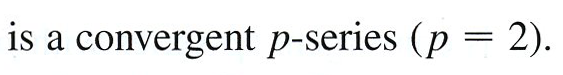 is a convergent p-series (p = 2).